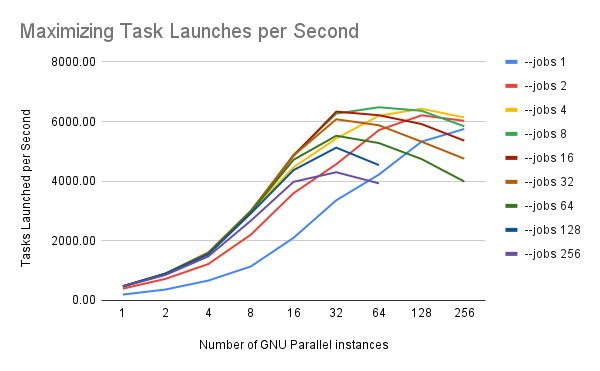 Maximizing Task Launches per Second
Tasks Launched per Second
8000.00
6000.00
4000.00
2000.00
0.00
1 2 4 8 16 32 64 128 256
Number of GNU Parallel instances
--jobs 1
--jobs 2
--jobs 4
--jobs 8
--jobs 16
--jobs 32
--jobs 64
--jobs 128
--jobs 256